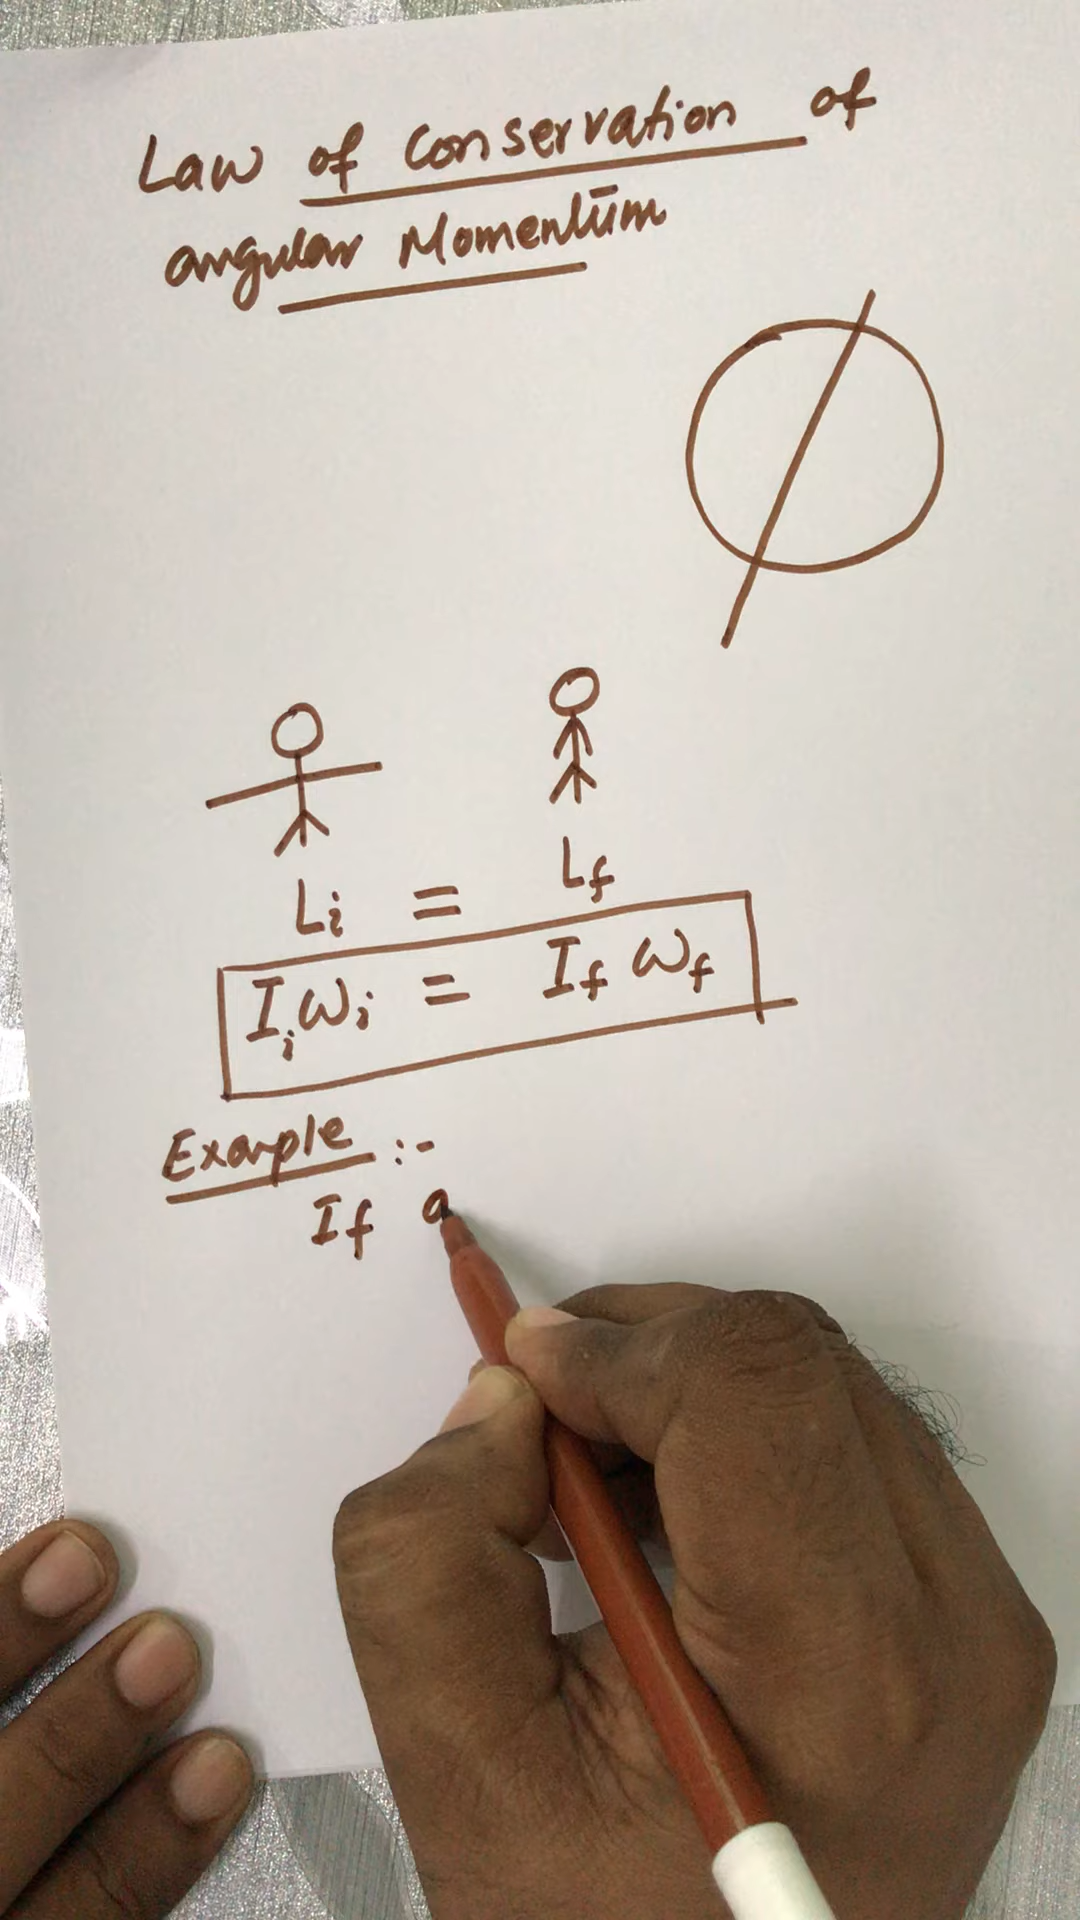 Law of Conservation of
angular Momentum
Li = Lf
Iiωi = If ωf
Example :-
If a